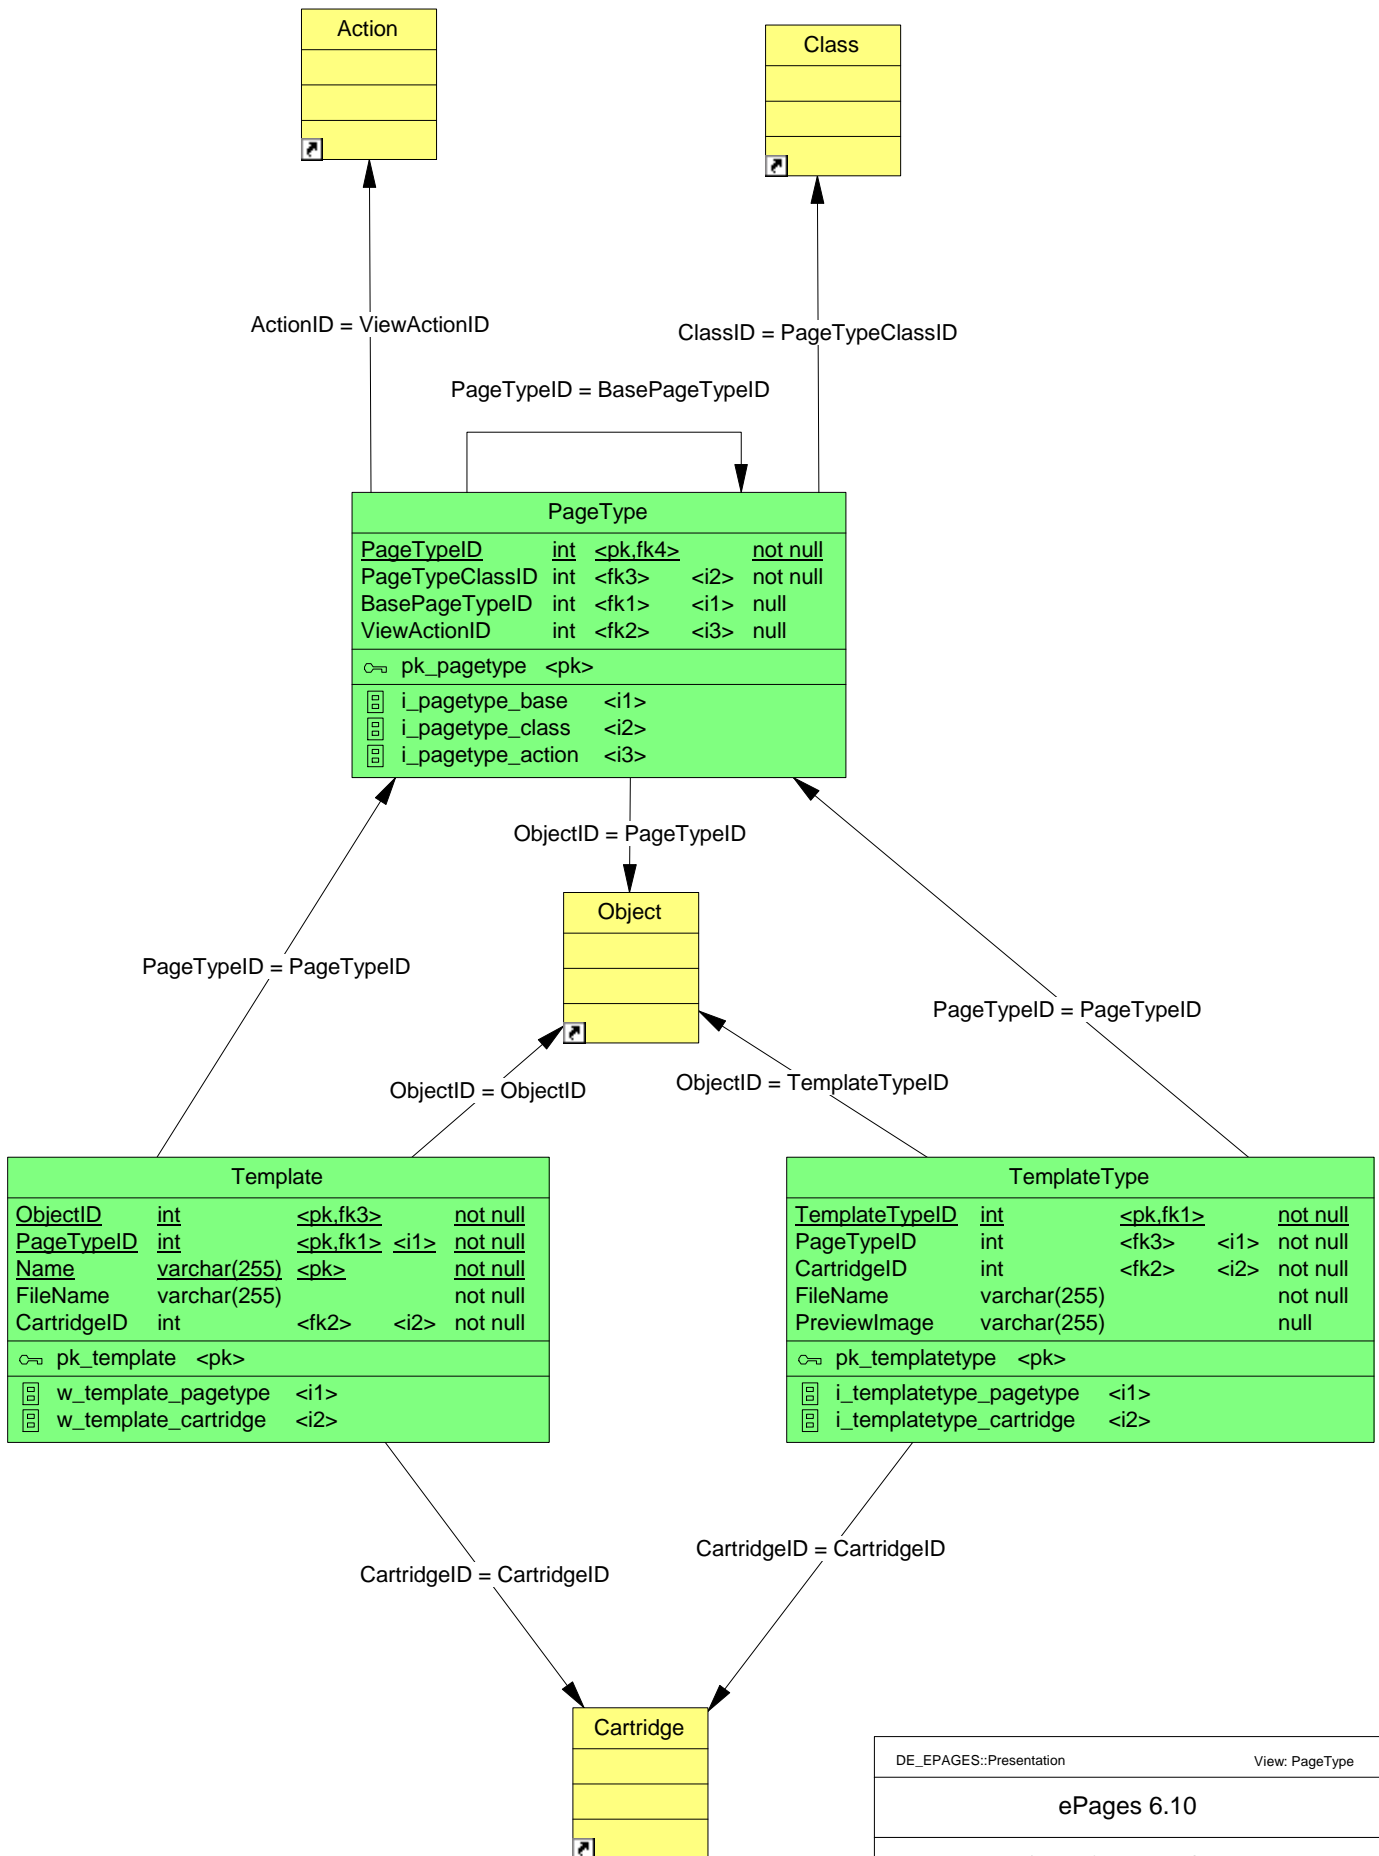 Action
Class
ActionID = ViewActionID
ClassID = PageTypeClassID
PageTypeID = BasePageTypeID
PageType
PageTypeID int <pk,fk4> not null
PageTypeClassID int <fk3> <i2> not null
BasePageTypeID int <fk1> <i1> null
ViewActionID int <fk2> <i3> null
pk_pagetype <pk>
i_pagetype_base <i1>
i_pagetype_class <i2>
i_pagetype_action <i3>
ObjectID = PageTypeID
Object
PageTypeID = PageTypeID
PageTypeID = PageTypeID
ObjectID = ObjectID
ObjectID = TemplateTypeID
Template
ObjectID int <pk,fk3> not null
PageTypeID int <pk,fk1> <i1> not null
Name varchar(255) <pk> not null
FileName varchar(255) not null
CartridgeID int <fk2> <i2> not null
pk_template <pk>
w_template_pagetype <i1>
w_template_cartridge <i2>
TemplateType
TemplateTypeID int <pk,fk1> not null
PageTypeID int <fk3> <i1> not null
CartridgeID int <fk2> <i2> not null
FileName varchar(255) not null
PreviewImage varchar(255) null
pk_templatetype <pk>
i_templatetype_pagetype <i1>
i_templatetype_cartridge <i2>
CartridgeID = CartridgeID
CartridgeID = CartridgeID
Cartridge
DE_EPAGES::Presentation View: PageType
ePages 6.10